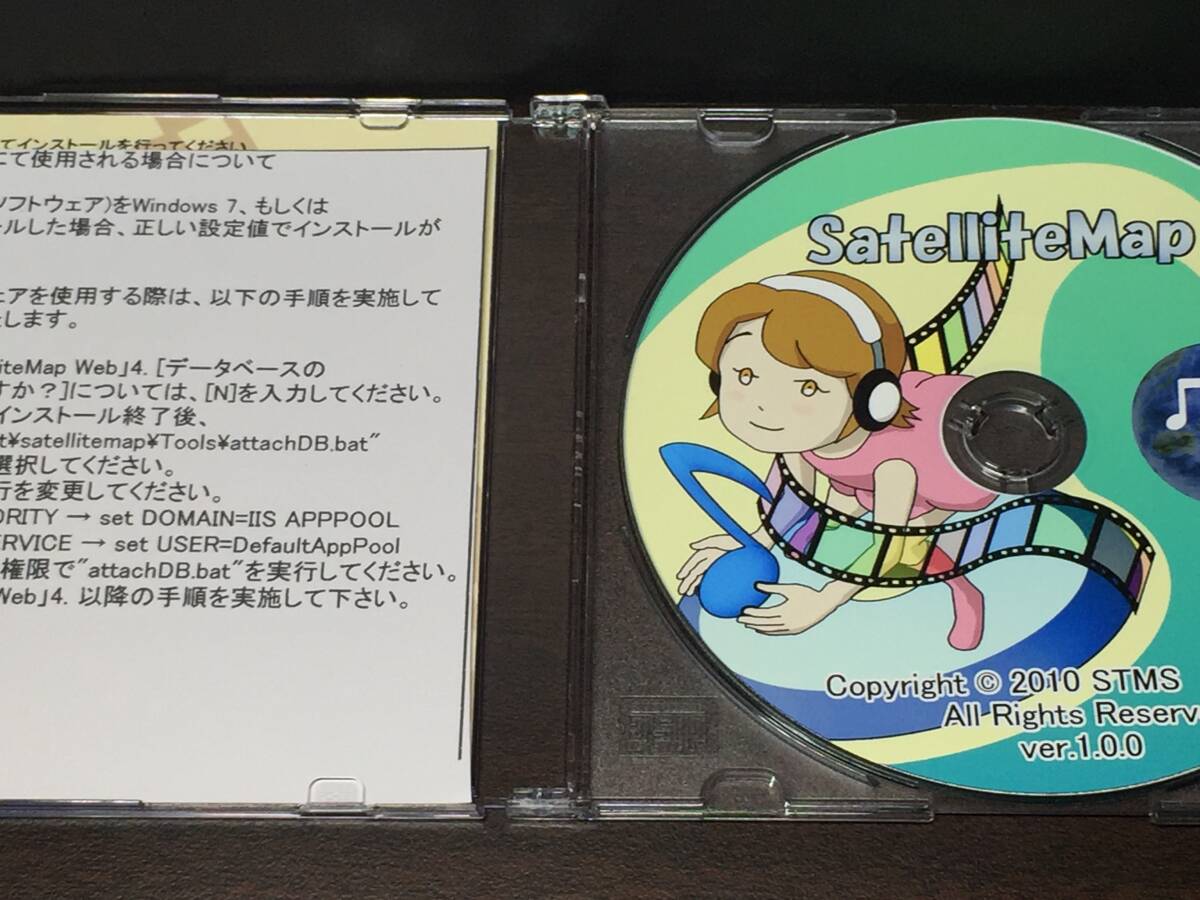 てインストールを行ってください
にて使用される場合について
ソフトウェア)をWindows 7、もしくは
ールした場合、正しい設定値でインストールが
ェアを使用する際は、以下の手順を実施して
とします。
liteMap Web」4. [データベースの
すか?]については、[N]を入力してください。
インストール終了後、
t¥satellitemap¥Tools¥attachDB.bat"
選択してください。
行を変更してください。
ORITY → set DOMAIN=IIS APPPOOL
ERVICE → set USER=DefaultAppPool
権限で"attachDB.bat"を実行してください。
Web」4. 以降の手順を実施して下さい。
SatelliteMap
Copyright © 2010 STMS
All Rights Reserv
ver.1.0.0